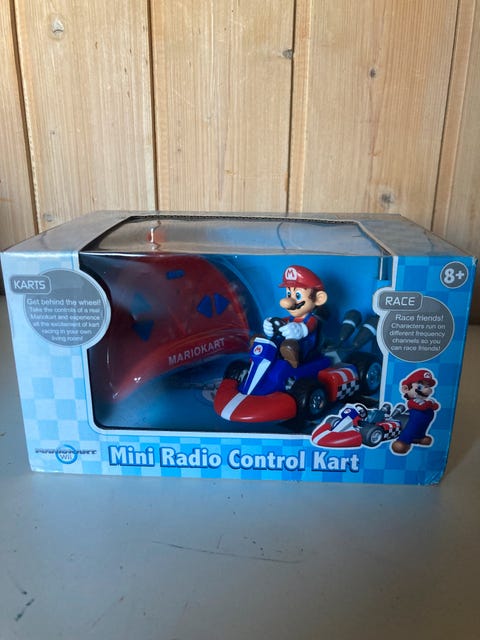 8+
KARTS
Get behind the wheel!
Take the controls of a real
Mariokart and experience
all the excitement of kart
racing in your own
living room!
RACE
Race friends!
Characters run on
different frequency
channels so you
can race friends!
M
MARIOKART
M
MARIOKART
Wii
Mini Radio Control Kart